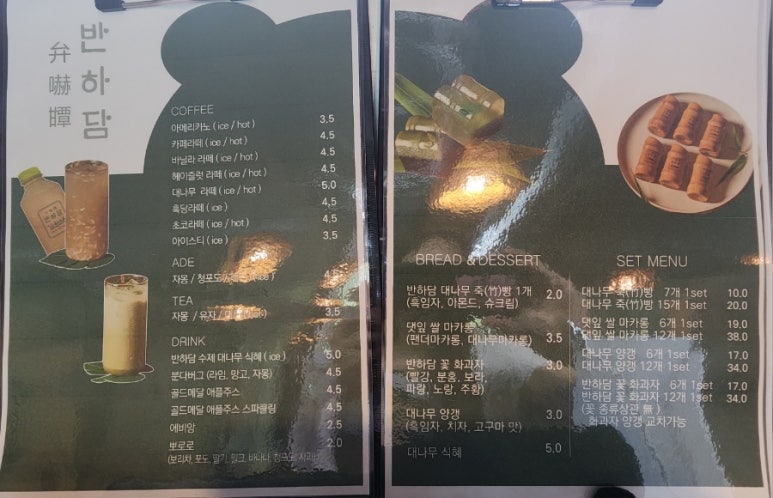 반하담
弁嚇譚
COFFEE
아메리카노 ( ice / hot ) 3.5
카페라떼 ( ice / hot ) 4.5
바닐라 라떼 ( ice / hot ) 4.5
헤이즐럿 라떼 ( ice / hot ) 4.5
대나무 라떼 ( ice / hot ) 5.0
흑당라떼 ( ice ) 4.5
초코라떼 ( ice / hot ) 4.5
아이스티 ( ice ) 3.5
ADE
자몽 / 청포도
TEA
자몽 / 유자 / 3.5
DRINK
반하담 수제 대나무 식혜 ( ice ) 5.0
분다버그 (라임, 망고, 자몽) 4.5
골드메달 애플주스 4.5
골드메달 애플주스 스파클링 4.5
에비앙 2.5
뽀로로 2.0
(보리차, 포도, 딸기, 밀크, 바나나, 청포도, 사과)
BREAD & DESSERT
반하담 대나무 죽(竹)빵 1개 2.0
(흑임자, 아몬드, 슈크림)
댓잎 쌀 마카롱 3.5
(팬더마카롱, 대나무마카롱)
반하담 꽃 화과자 3.0
(빨강, 분홍, 보라,
파랑, 노랑, 주황)
대나무 양갱 3.0
(흑임자, 치자, 고구마 맛)
대나무 식혜 5.0
SET MENU
대나무 죽(竹)빵 7개 1set 10.0
대나무 죽(竹)빵 15개 1set 20.0
댓잎 쌀 마카롱 6개 1set 19.0
댓잎 쌀 마카롱 12개 1set 38.0
대나무 양갱 6개 1set 17.0
대나무 양갱 12개 1set 34.0
반하담 꽃 화과자 6개 1set 17.0
반하담 꽃 화과자 12개 1set 34.0
(꽃 종류상관 無 )
화과자 양갱 교차가능